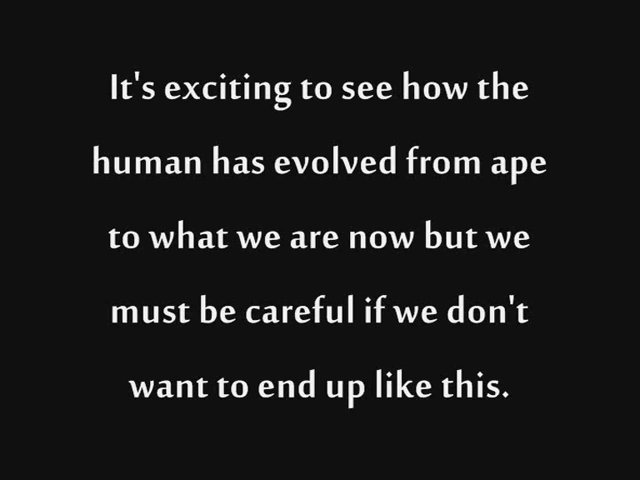 It's exciting to see how the
human has evolved from ape
to what we are now but we
must be careful if we don't
want to end up like this.